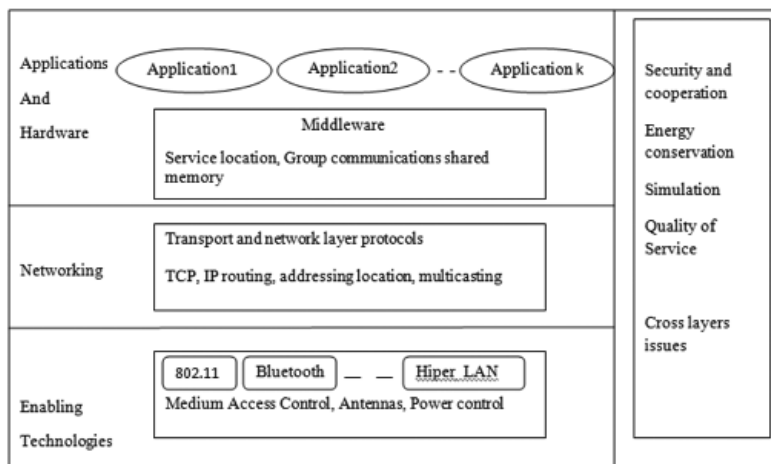 Applications
And
Hardware
Application1
Application2
- -
Application k
Middleware
Service location, Group communications shared
memory
Networking
Transport and network layer protocols
TCP, IP routing, addressing location, multicasting
Enabling
Technologies
802.11
Bluetooth
— —
Hiper LAN
Medium Access Control, Antennas, Power control
Security and
cooperation
Energy
conservation
Simulation
Quality of
Service
Cross layers
issues